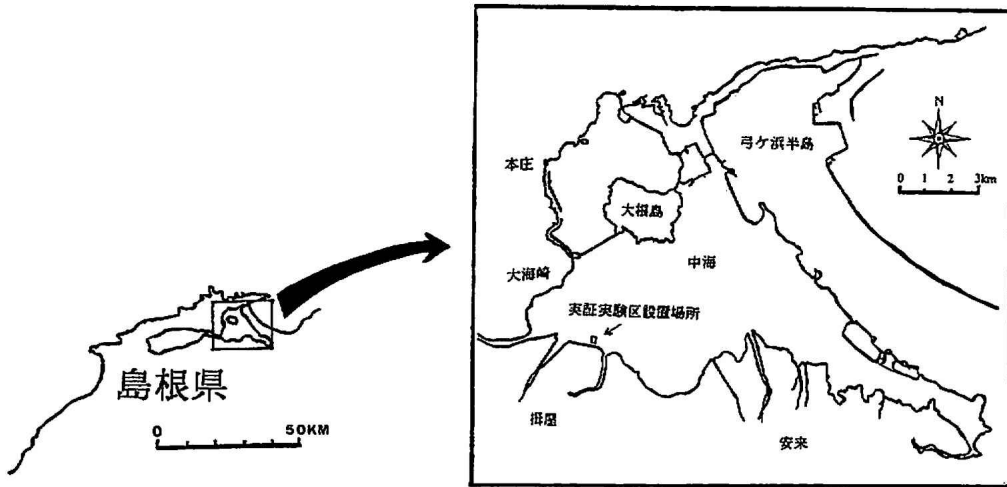 島根県
0 50KM
N
0 1 2 3km
弓ケ浜半島
本庄
大根島
中海
大海崎
実証実験区設置場所
揖屋
安来